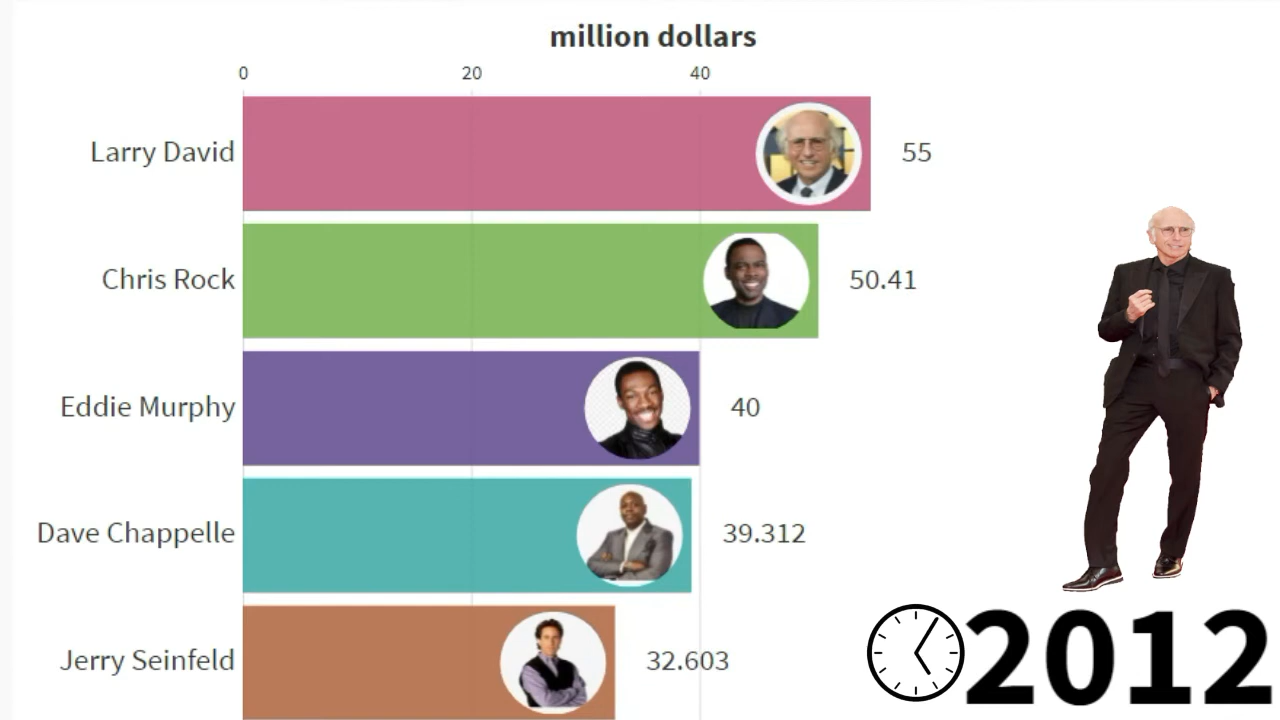 million dollars
0 20 40
Larry David 55
Chris Rock 50.41
Eddie Murphy 40
Dave Chappelle 39.312
Jerry Seinfeld 32.603
2012